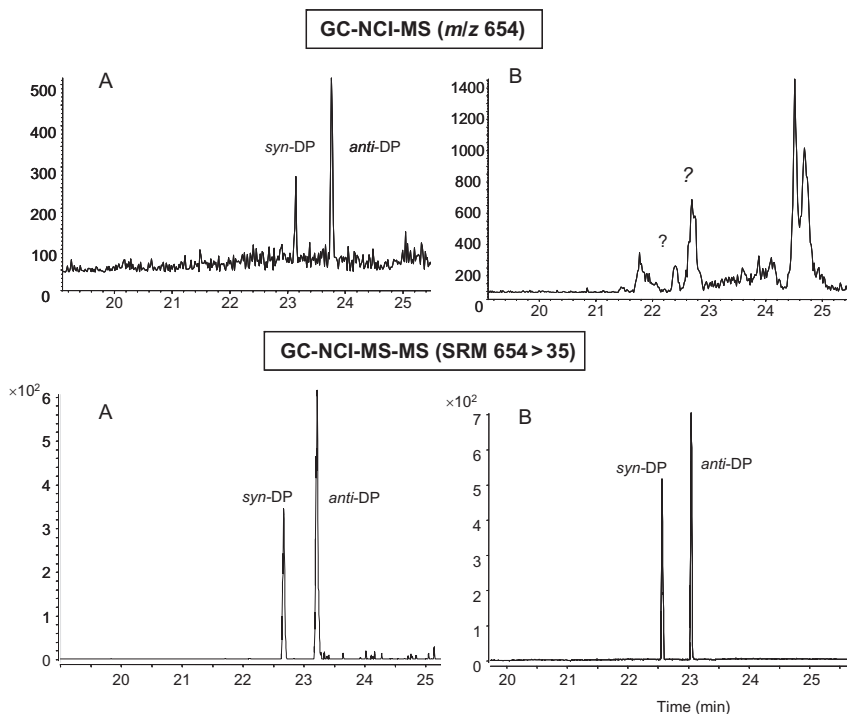 GC-NCI-MS (m/z 654)
A
500
400
300
200
100
0
syn-DP
anti-DP
20 21 22 23 24 25
B
1400
1200
1000
800
600
400
200
0
?
?
20 21 22 23 24 25
GC-NCI-MS-MS (SRM 654 > 35)
×10²
A
6
5
4
3
2
1
0
syn-DP
anti-DP
20 21 22 23 24 25
×10²
B
7
6
5
4
3
2
1
0
syn-DP
anti-DP
20 21 22 23 24 25
Time (min)